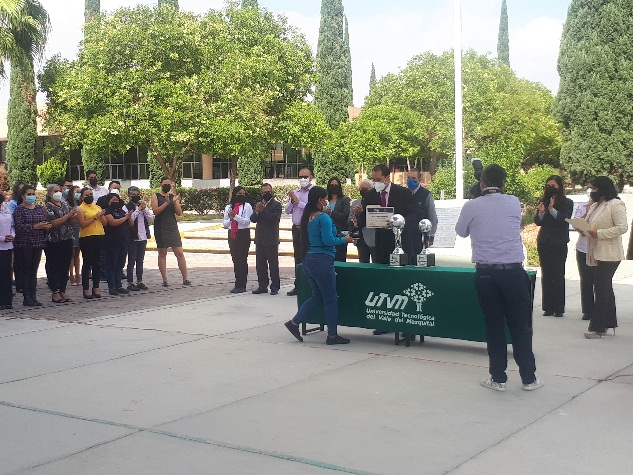 UTVM
Universidad Tecnológica
del Valle del Mezquital